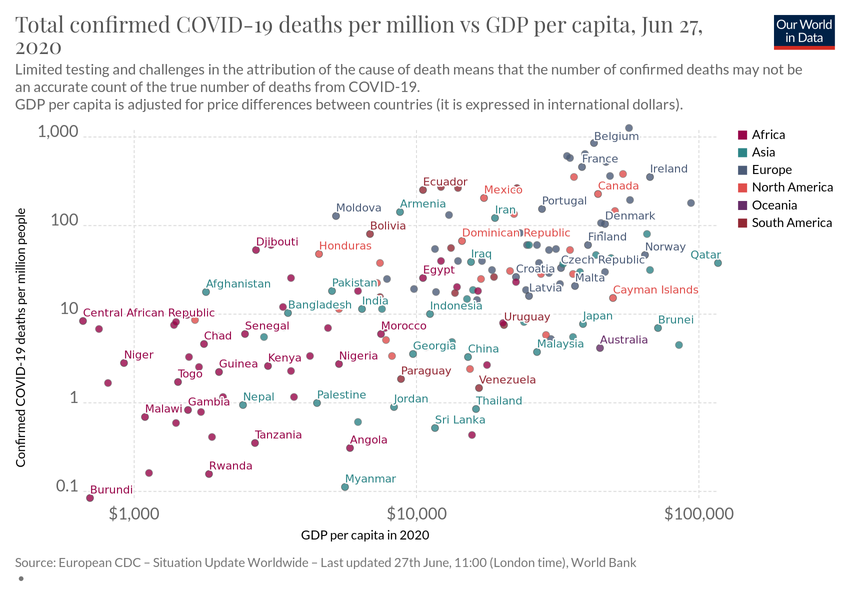 Total confirmed COVID-19 deaths per million vs GDP per capita, Jun 27,
2020
Our World
in Data
Limited testing and challenges in the attribution of the cause of death means that the number of confirmed deaths may not be
an accurate count of the true number of deaths from COVID-19.
GDP per capita is adjusted for price differences between countries (it is expressed in international dollars).
Confirmed COVID-19 deaths per million people
1,000
100
10
1
0.1
Belgium
France
Ireland
Ecuador
Mexico
Canada
Moldova
Armenia
Iran
Portugal
Denmark
Bolivia
Dominican Republic
Finland
Djibouti
Honduras
Iraq
Norway
Qatar
Egypt
Croatia
Czech Republic
Malta
Afghanistan
Pakistan
Latvia
Cayman Islands
Bangladesh
India
Indonesia
Central African Republic
Uruguay
Japan
Brunei
Chad
Senegal
Morocco
Georgia
China
Malaysia
Australia
Niger
Guinea
Kenya
Nigeria
Togo
Paraguay
Venezuela
Malawi
Gambia
Nepal
Palestine
Jordan
Thailand
Sri Lanka
Tanzania
Angola
Rwanda
Myanmar
Burundi
Africa
Asia
Europe
North America
Oceania
South America
$1,000
$10,000
$100,000
GDP per capita in 2020
Source: European CDC – Situation Update Worldwide – Last updated 27th June, 11:00 (London time), World Bank